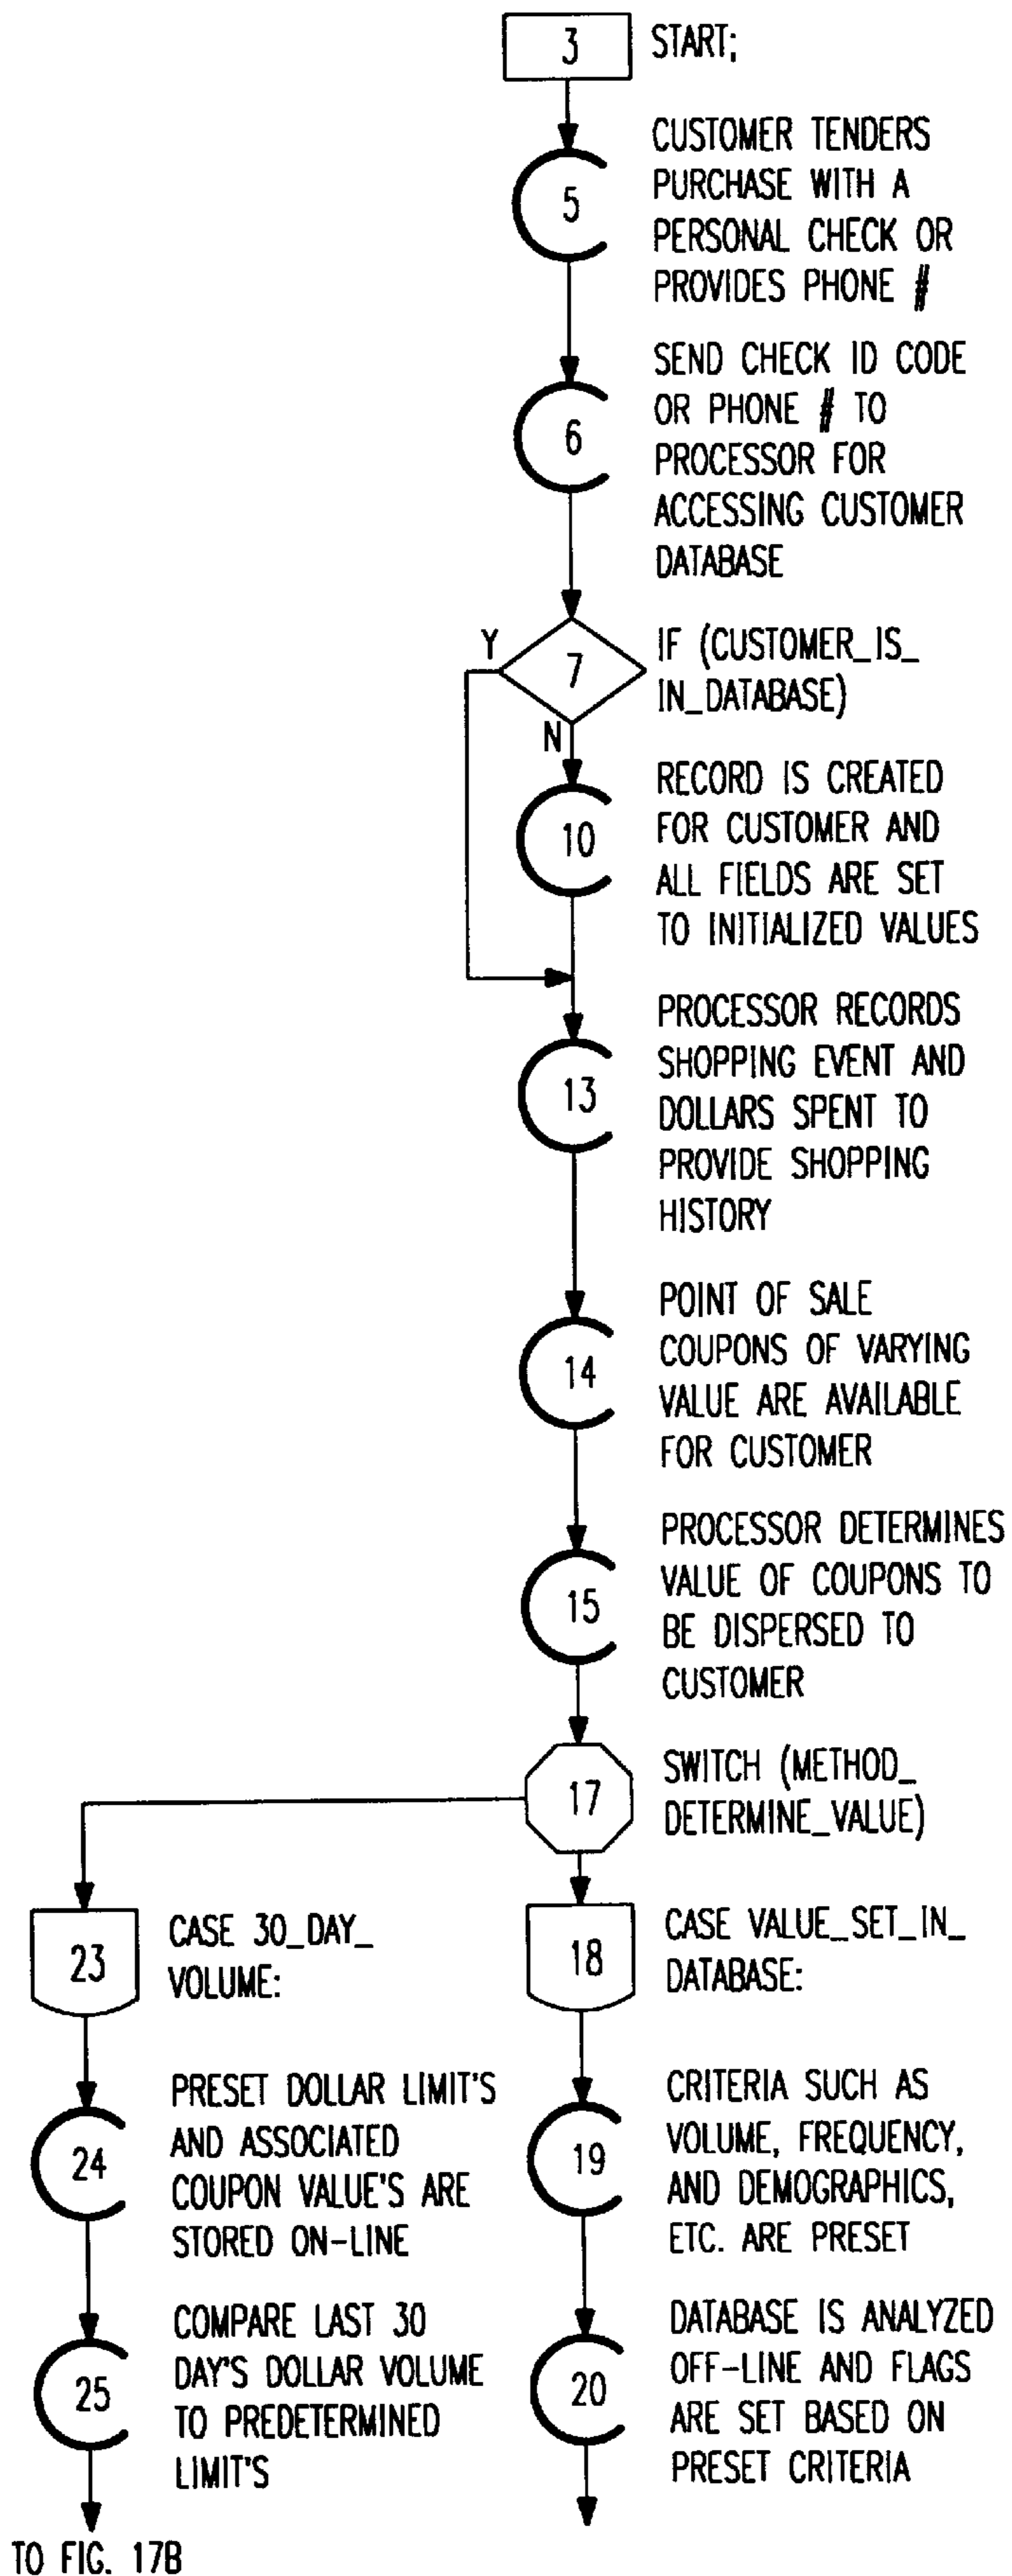 3 START;
5 CUSTOMER TENDERS
PURCHASE WITH A
PERSONAL CHECK OR
PROVIDES PHONE #
6 SEND CHECK ID CODE
OR PHONE # TO
PROCESSOR FOR
ACCESSING CUSTOMER
DATABASE
Y 7 IF (CUSTOMER_IS_
IN_DATABASE)
N
10 RECORD IS CREATED
FOR CUSTOMER AND
ALL FIELDS ARE SET
TO INITIALIZED VALUES
13 PROCESSOR RECORDS
SHOPPING EVENT AND
DOLLARS SPENT TO
PROVIDE SHOPPING
HISTORY
14 POINT OF SALE
COUPONS OF VARYING
VALUE ARE AVAILABLE
FOR CUSTOMER
15 PROCESSOR DETERMINES
VALUE OF COUPONS TO
BE DISPERSED TO
CUSTOMER
17 SWITCH (METHOD_
DETERMINE_VALUE)
23 CASE 30_DAY_
VOLUME:
18 CASE VALUE_SET_IN_
DATABASE:
24 PRESET DOLLAR LIMIT'S
AND ASSOCIATED
COUPON VALUE'S ARE
STORED ON-LINE
19 CRITERIA SUCH AS
VOLUME, FREQUENCY,
AND DEMOGRAPHICS,
ETC. ARE PRESET
25 COMPARE LAST 30
DAY'S DOLLAR VOLUME
TO PREDETERMINED
LIMIT'S
20 DATABASE IS ANALYZED
OFF-LINE AND FLAGS
ARE SET BASED ON
PRESET CRITERIA
TO FIG. 17B